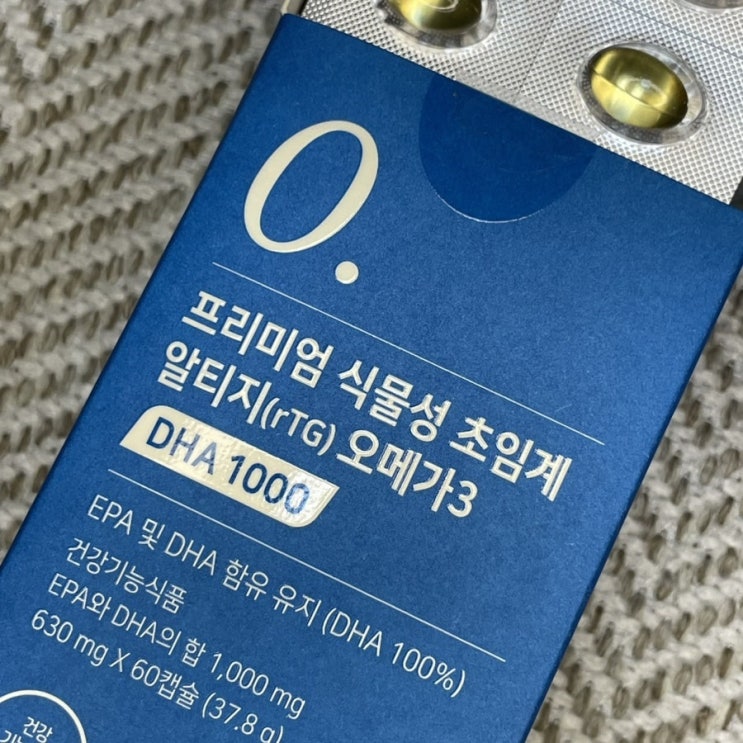 O.
프리미엄 식물성 초임계
알티지(rTG) 오메가3
DHA 1000
EPA 및 DHA 함유 유지 (DHA 100%)
건강기능식품
EPA와 DHA의 합 1,000 mg
630 mg X 60캡슐 (37.8 g)
건강